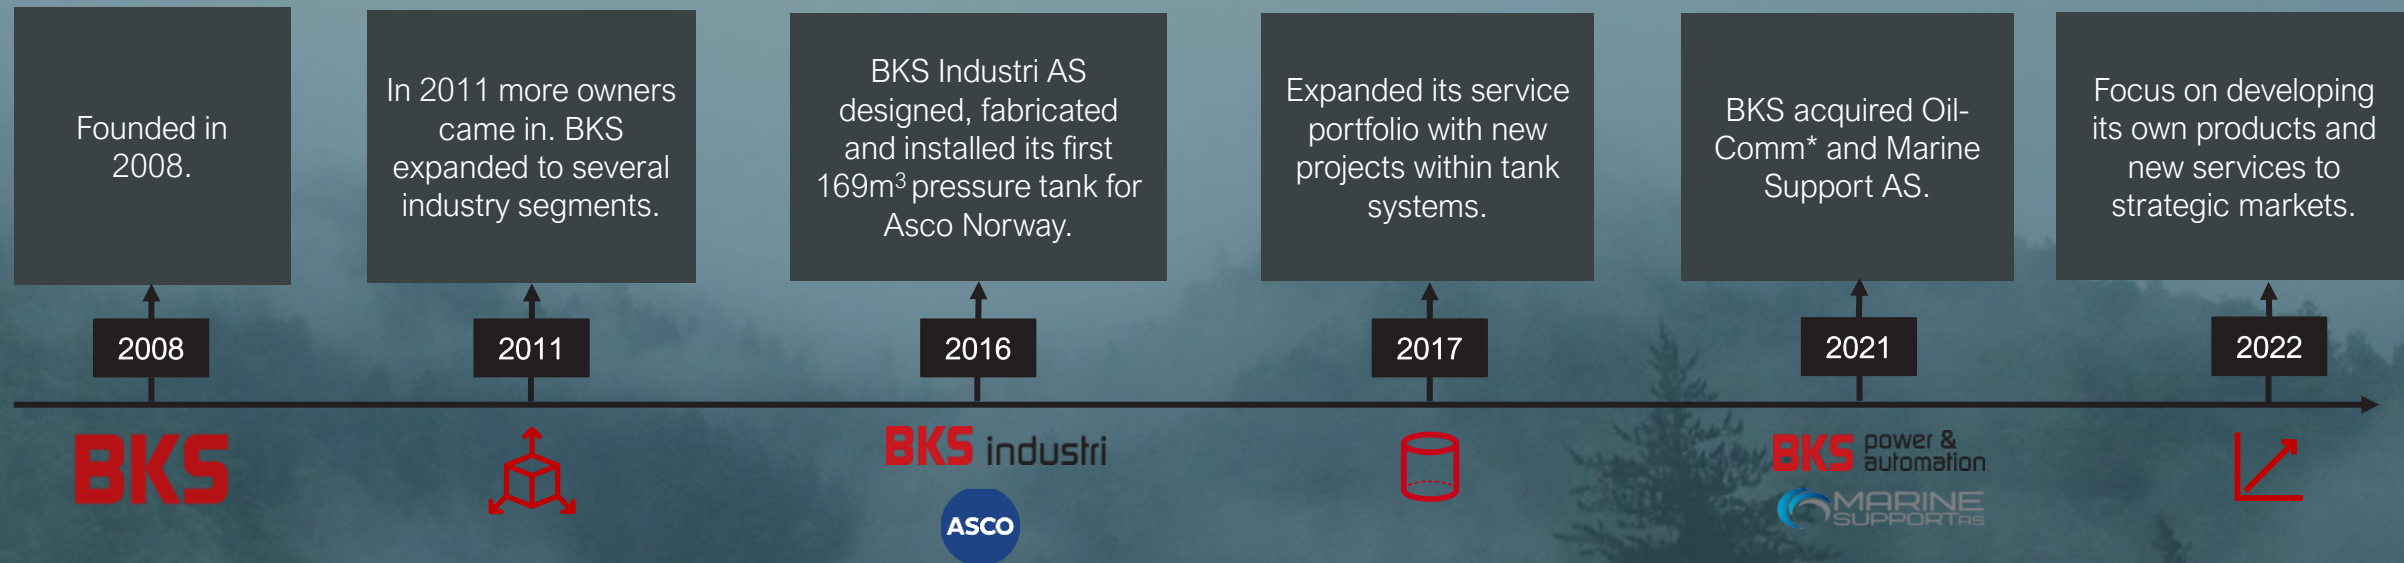 Founded in
2008.
In 2011 more owners
came in. BKS
expanded to several
industry segments.
BKS Industri AS
designed, fabricated
and installed its first
169m³ pressure tank for
Asco Norway.
Expanded its service
portfolio with new
projects within tank
systems.
BKS acquired Oil-
Comm* and Marine
Support AS.
Focus on developing
its own products and
new services to
strategic markets.
2008
2011
2016
2017
2021
2022
BKS
BKS industri
ASCO
BKS power &
automation
MARINE
SUPPORT AS